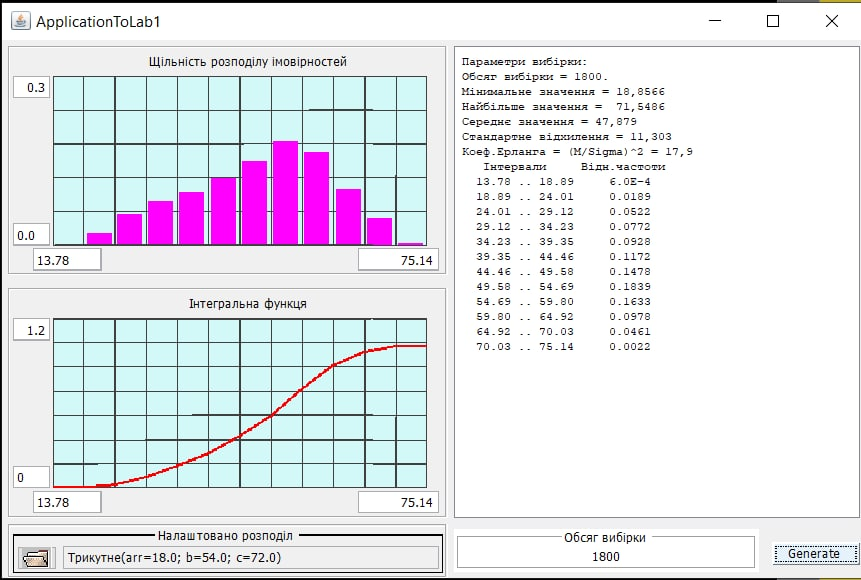 ApplicationToLab1
Щільність розподілу імовірностей
0.3
0.0
13.78
75.14
Інтегральна функця
1.2
0
13.78
75.14
Налаштовано розподіл
Трикутне(arr=18.0; b=54.0; c=72.0)
Параметри вибірки:
Обсяг вибірки = 1800.
Мінімальне значення = 18,8566
Найбільше значення =  71,5486
Середнє значення = 47,879
Стандартне відхилення = 11,303
Коеф.Ерланга = (M/Sigma)^2 = 17,9
Інтервали Відн.частоти
13.78 .. 18.89 6.0E-4
18.89 .. 24.01 0.0189
24.01 .. 29.12 0.0522
29.12 .. 34.23 0.0772
34.23 .. 39.35 0.0928
39.35 .. 44.46 0.1172
44.46 .. 49.58 0.1478
49.58 .. 54.69 0.1839
54.69 .. 59.80 0.1633
59.80 .. 64.92 0.0978
64.92 .. 70.03 0.0461
70.03 .. 75.14 0.0022
Обсяг вибірки
1800
Generate